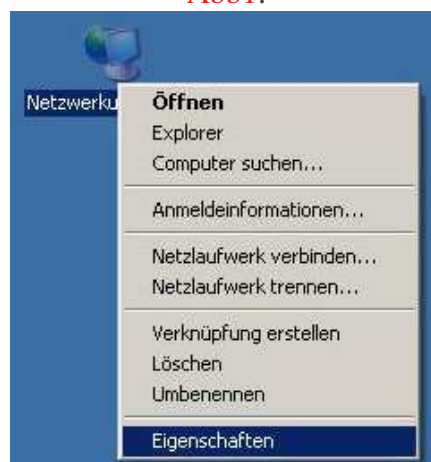 Netzwerku
Öffnen
Explorer
Computer suchen...
Anmeldeinformationen...
Netzlaufwerk verbinden...
Netzlaufwerk trennen...
Verknüpfung erstellen
Löschen
Umbenennen
Eigenschaften